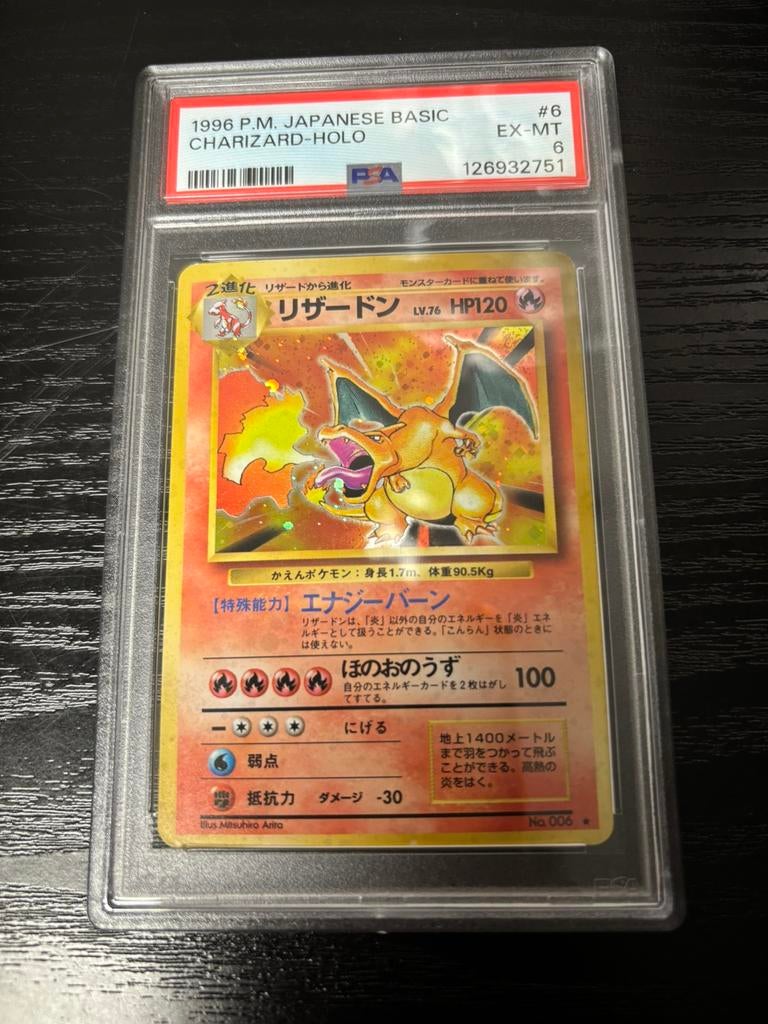 1996 P.M. JAPANESE BASIC #6
CHARIZARD-HOLO EX-MT
6
PSA 126932751
2進化 リザードから進化 モンスターカードに重ねて使います。
リザードン LV.76 HP120
かえんポケモン：身長1.7m、体重90.5Kg
【特殊能力】エナジーバーン
リザードンは、「炎」以外の自分のエネルギーを「炎」エネ
ルギーとして扱うことができる。「こんらん」状態のときに
は使えない。
ほのおのうず 100
自分のエネルギーカードを2枚はがし
てすてる。
にげる
弱点
抵抗力 ダメージ -30
地上1400メートル
まで羽をつかって飛ぶ
ことができる。高熱の
炎をはく。
Illus.Mitsuhiro Arita No.006 ★
PSA